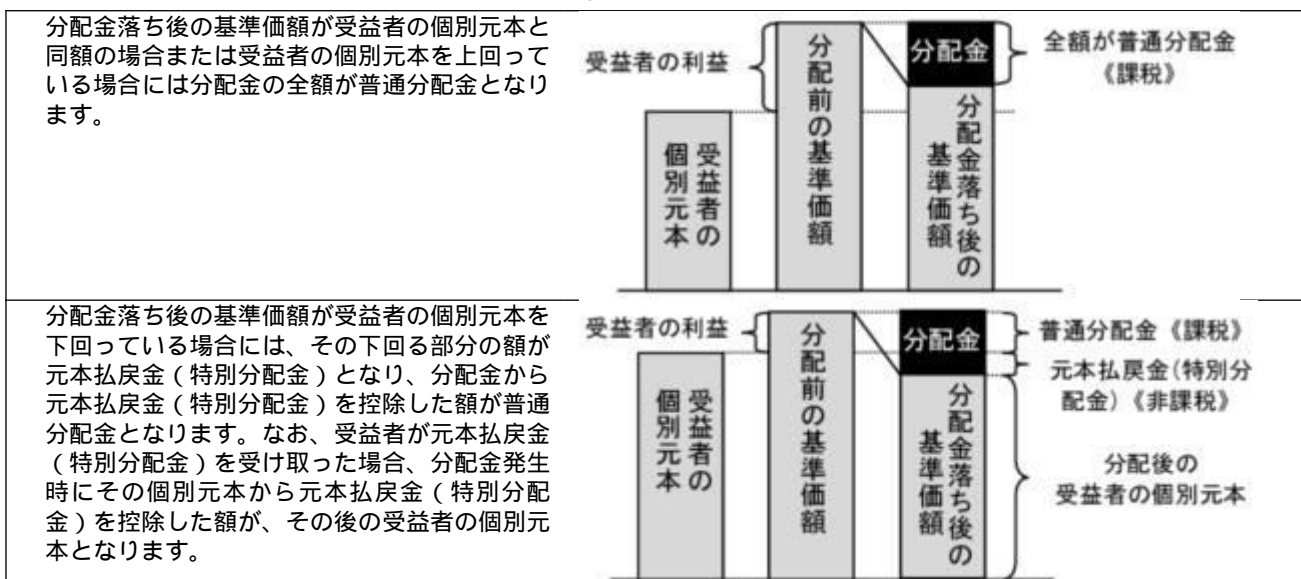 分配金落ち後の基準価額が受益者の個別元本と
同額の場合または受益者の個別元本を上回って
いる場合には分配金の全額が普通分配金となり
ます。
受益者の利益
受益者の
個別元本
分配前の基準価額
分配金
分配金落ち後の
基準価額
全額が普通分配金
《課税》
分配金落ち後の基準価額が受益者の個別元本を
下回っている場合には、その下回る部分の額が
元本払戻金（特別分配金）となり、分配金から
元本払戻金（特別分配金）を控除した額が普通
分配金となります。なお、受益者が元本払戻金
（特別分配金）を受け取った場合、分配金発生
時にその個別元本から元本払戻金（特別分配
金）を控除した額が、その後の受益者の個別元
本となります。
受益者の利益
受益者の
個別元本
分配前の基準価額
分配金
分配金落ち後の
基準価額
普通分配金《課税》
元本払戻金(特別分
配金)《非課税》
分配後の
受益者の個別元本